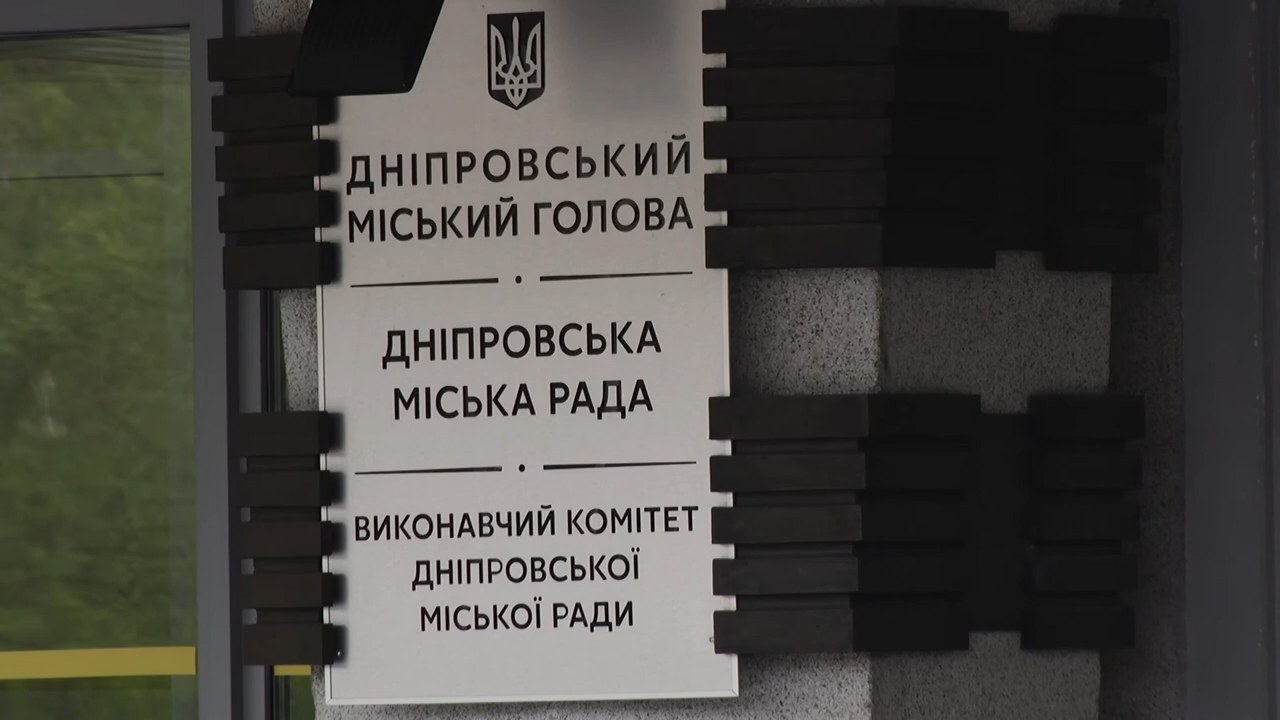 ДНІПРОВСЬКИЙ
МІСЬКИЙ ГОЛОВА
ДНІПРОВСЬКА
МІСЬКА РАДА
ВИКОНАВЧИЙ КОМІТЕТ
ДНІПРОВСЬКОЇ
МІСЬКОЇ РАДИ